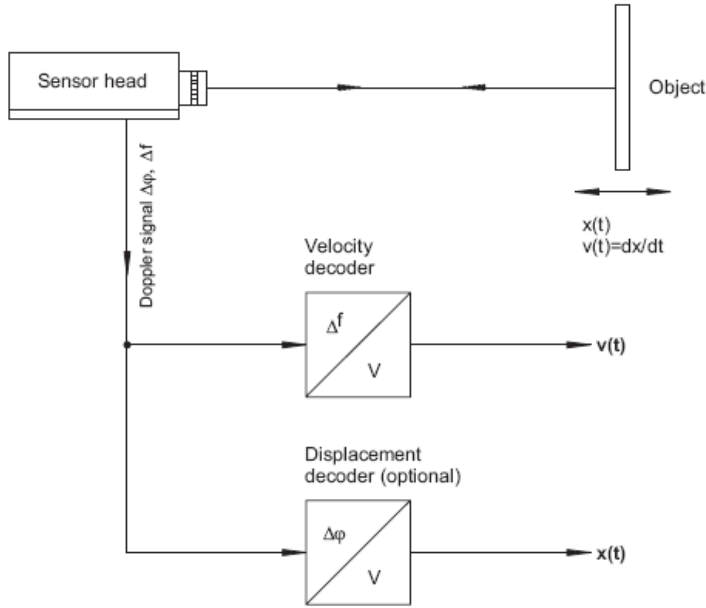 Sensor head
Object
Doppler signal Δφ, Δf
x(t)
v(t)=dx/dt
Velocity
decoder
Δf
V
v(t)
Displacement
decoder (optional)
Δφ
V
x(t)